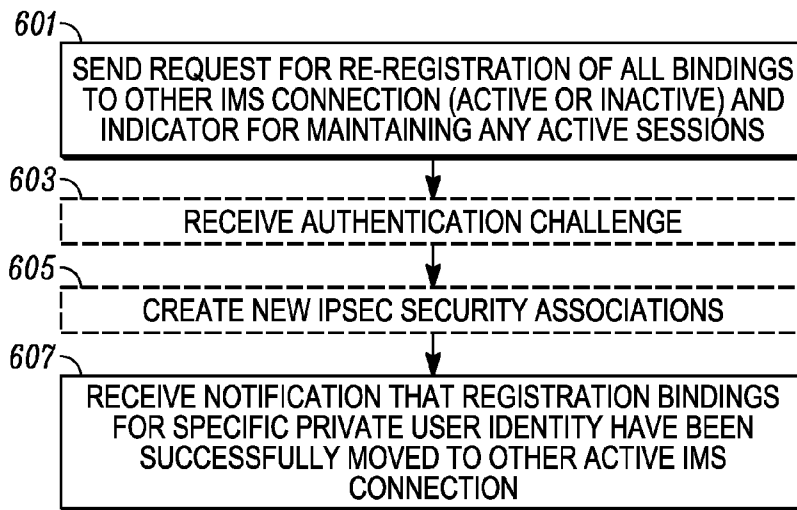 601
SEND REQUEST FOR RE-REGISTRATION OF ALL BINDINGS
TO OTHER IMS CONNECTION (ACTIVE OR INACTIVE) AND
INDICATOR FOR MAINTAINING ANY ACTIVE SESSIONS
603
RECEIVE AUTHENTICATION CHALLENGE
605
CREATE NEW IPSEC SECURITY ASSOCIATIONS
607
RECEIVE NOTIFICATION THAT REGISTRATION BINDINGS
FOR SPECIFIC PRIVATE USER IDENTITY HAVE BEEN
SUCCESSFULLY MOVED TO OTHER ACTIVE IMS
CONNECTION